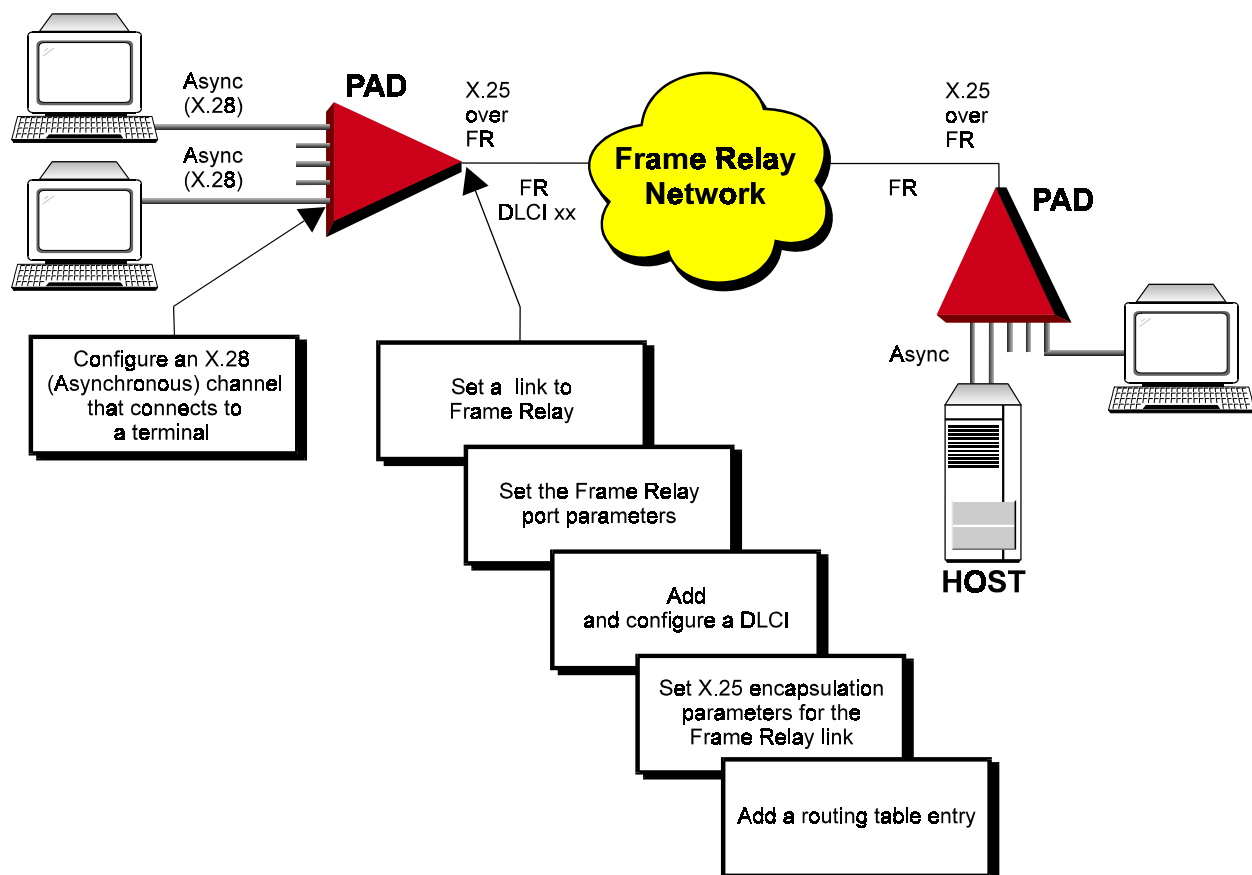 Async
(X.28)
PAD
X.25
over
FR
X.25
over
FR
Async
(X.28)
Frame Relay
Network
FR
DLCI xx
FR
PAD
Async
Configure an X.28
(Asynchronous) channel
that connects to
a terminal
Set a link to
Frame Relay
Set the Frame Relay
port parameters
Add
and configure a DLCI
HOST
Set X.25 encapsulation
parameters for the
Frame Relay link
Add a routing table entry